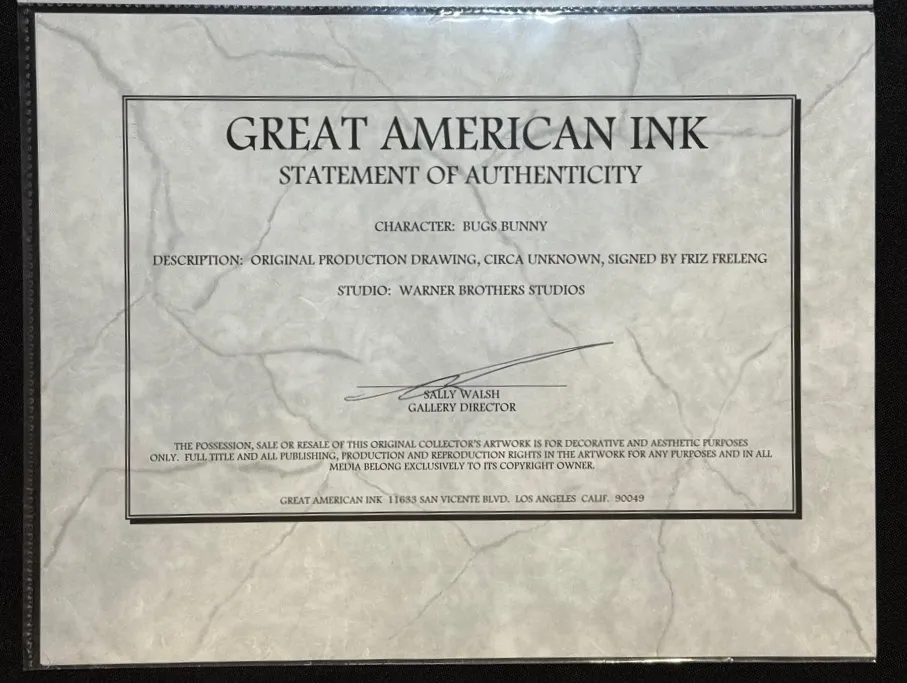 GREAT AMERICAN INK
STATEMENT OF AUTHENTICITY
CHARACTER: BUGS BUNNY
DESCRIPTION: ORIGINAL PRODUCTION DRAWING, CIRCA UNKNOWN, SIGNED BY FRIZ FRELENG
STUDIO: WARNER BROTHERS STUDIOS
SALLY WALSH
GALLERY DIRECTOR
THE POSSESSION, SALE OR RESALE OF THIS ORIGINAL COLLECTOR'S ARTWORK IS FOR DECORATIVE AND AESTHETIC PURPOSES
ONLY. FULL TITLE AND ALL PUBLISHING, PRODUCTION AND REPRODUCTION RIGHTS IN THE ARTWORK FOR ANY PURPOSES AND IN ALL
MEDIA BELONG EXCLUSIVELY TO ITS COPYRIGHT OWNER.
GREAT AMERICAN INK 11633 SAN VICENTE BLVD. LOS ANGELES CALIF. 90049